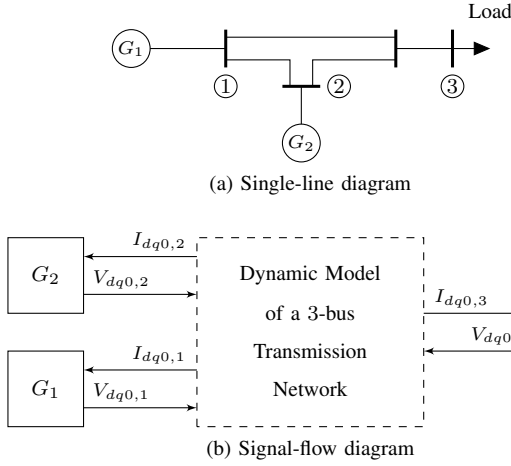 Load
G₁
① ② ③
G₂
(a) Single-line diagram
G₂
I_{dq0,2}
V_{dq0,2}
G₁
I_{dq0,1}
V_{dq0,1}
Dynamic Model
of a 3-bus
Transmission
Network
I_{dq0,3}
V_{dq0
(b) Signal-flow diagram